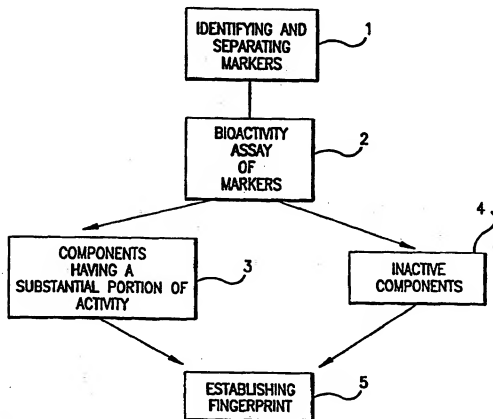 IDENTIFYING AND
SEPARATING
MARKERS
1
BIOACTIVITY
ASSAY
OF
MARKERS
2
COMPONENTS
HAVING A
SUBSTANTIAL PORTION OF
ACTIVITY
3
4
INACTIVE
COMPONENTS
ESTABLISHING
FINGERPRINT
5